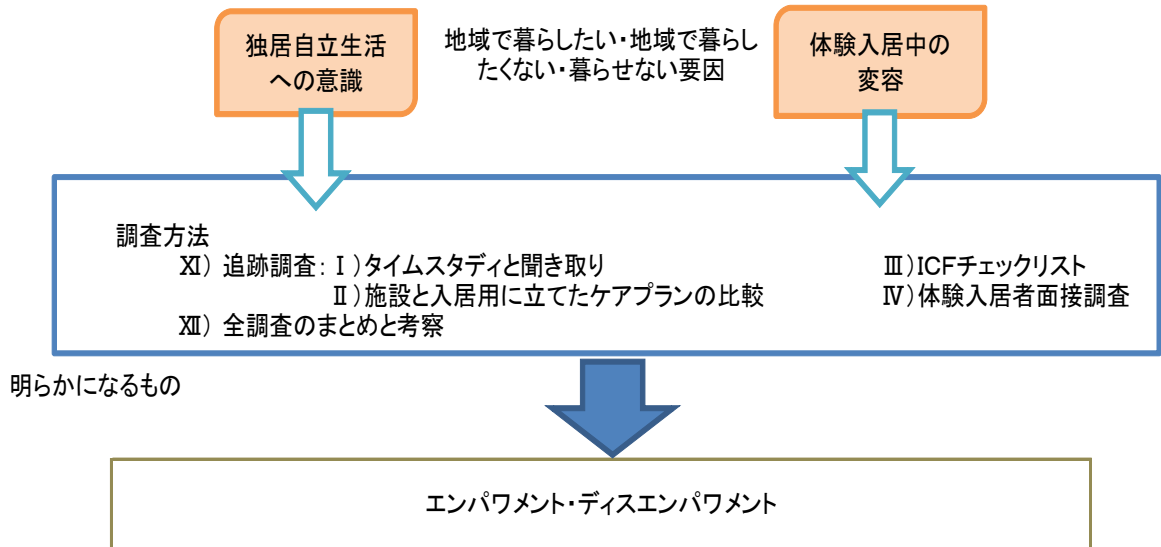 独居自立生活
への意識
地域で暮らしたい・地域で暮らし
たくない・暮らせない要因
体験入居中の
変容
調査方法
Ⅺ) 追跡調査：Ⅰ)タイムスタディと聞き取り
Ⅲ)ICFチェックリスト
Ⅱ)施設と入居用に立てたケアプランの比較
Ⅳ)体験入居者面接調査
Ⅻ) 全調査のまとめと考察
明らかになるもの
エンパワメント・ディスエンパワメント